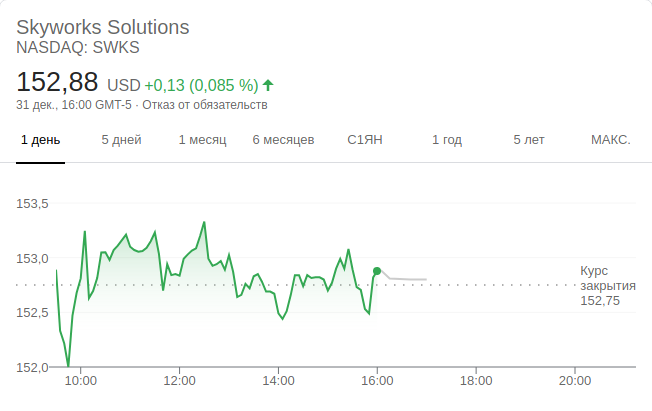 Skyworks Solutions
NASDAQ: SWKS
152,88 USD +0,13 (0,085 %)
31 дек., 16:00 GMT-5 · Отказ от обязательств
1 день 5 дней 1 месяц 6 месяцев С1ЯН 1 год 5 лет МАКС.
153,5
153,0
Курс
закрытия
152,75
152,5
152,0
10:00 12:00 14:00 16:00 18:00 20:00